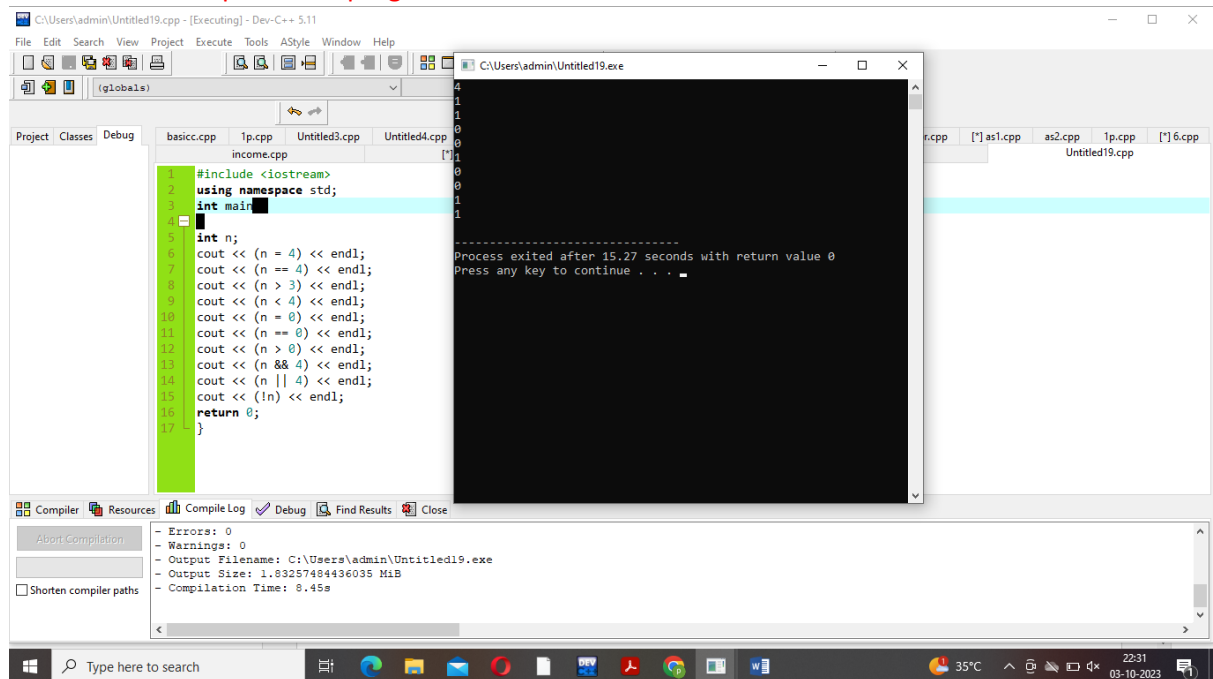 C:\Users\admin\Untitled19.cpp - [Executing] - Dev-C++ 5.11
File Edit Search View Project Execute Tools AStyle Window Help
(globals)
Project Classes Debug
basicc.cpp 1p.cpp Untitled3.cpp Untitled4.cpp r.cpp [*] as1.cpp as2.cpp 1p.cpp [*] 6.cpp
income.cpp [*] Untitled19.cpp
1 #include <iostream>
2 using namespace std;
3 int main
4
5 int n;
6 cout << (n = 4) << endl;
7 cout << (n == 4) << endl;
8 cout << (n > 3) << endl;
9 cout << (n < 4) << endl;
10 cout << (n = 0) << endl;
11 cout << (n == 0) << endl;
12 cout << (n > 0) << endl;
13 cout << (n && 4) << endl;
14 cout << (n || 4) << endl;
15 cout << (!n) << endl;
16 return 0;
17 }
C:\Users\admin\Untitled19.exe
4
1
1
0
0
1
0
0
1
1
--------------------------------
Process exited after 15.27 seconds with return value 0
Press any key to continue . . .
Compiler Resources Compile Log Debug Find Results Close
Abort Compilation
Shorten compiler paths
- Errors: 0
- Warnings: 0
- Output Filename: C:\Users\admin\Untitled19.exe
- Output Size: 1.83257484436035 MiB
- Compilation Time: 8.45s
Type here to search
DEV
35°C
22:31
03-10-2023